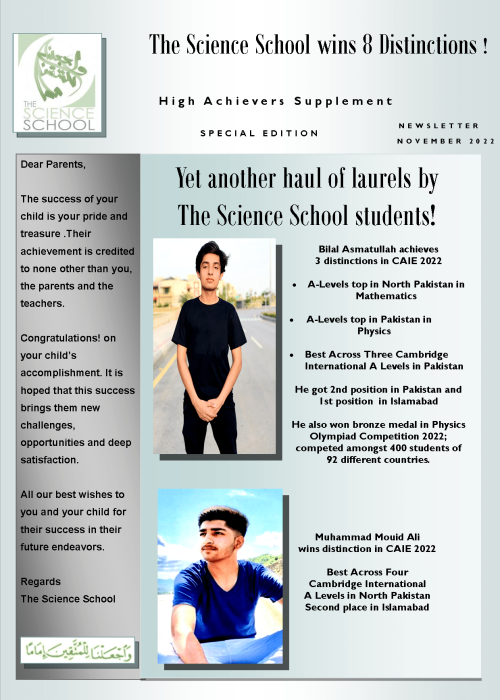 The Science School wins 8 Distinctions !
THE
SCIENCE
SCHOOL
High Achievers Supplement
SPECIAL EDITION
NEWSLETTER
NOVEMBER 2022
Dear Parents,
The success of your
child is your pride and
treasure .Their
achievement is credited
to none other than you,
the parents and the
teachers.
Congratulations! on
your child's
accomplishment. It is
hoped that this success
brings them new
challenges,
opportunities and deep
satisfaction.
All our best wishes to
you and your child for
their success in their
future endeavors.
Regards
The Science School
وَاجْعَلْنَا لِلْمُتَّقِينَ إِمَامًا
Yet another haul of laurels by
The Science School students!
Bilal Asmatullah achieves
3 distinctions in CAIE 2022
• A-Levels top in North Pakistan in
Mathematics
• A-Levels top in Pakistan in
Physics
• Best Across Three Cambridge
International A Levels in Pakistan
He got 2nd position in Pakistan and
1st position in Islamabad
He also won bronze medal in Physics
Olympiad Competition 2022;
competed amongst 400 students of
92 different countries.
Muhammad Mouid Ali
wins distinction in CAIE 2022
Best Across Four
Cambridge International
A Levels in North Pakistan
Second place in Islamabad